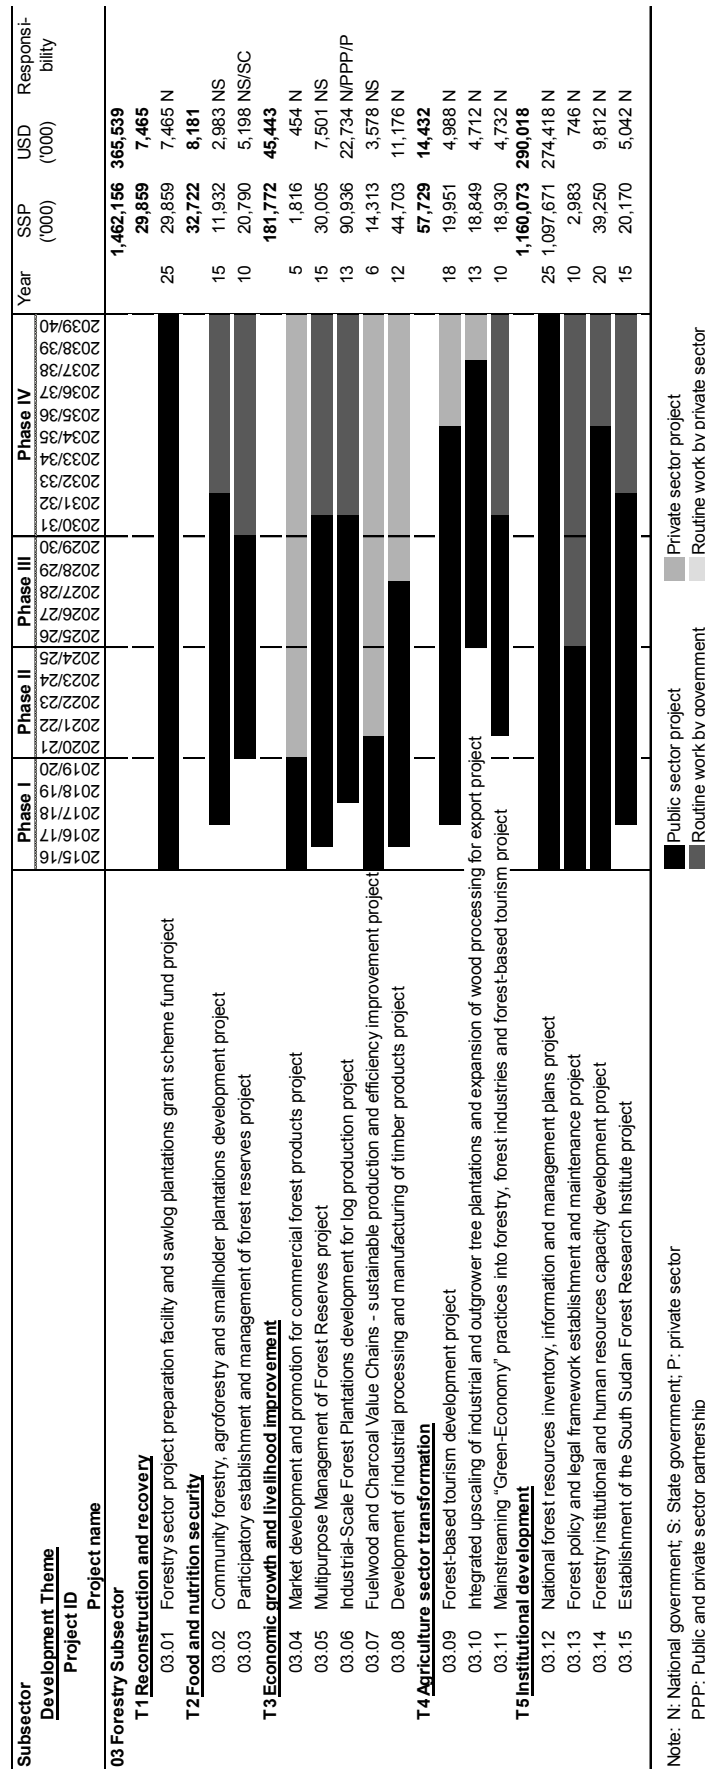 Subsector
Development Theme
Project ID
Project name
Phase I Phase II Phase III Phase IV
2015/16 2016/17 2017/18 2018/19 2019/20 2020/21 2021/22 2022/23 2023/24 2024/25 2025/26 2026/27 2027/28 2028/29 2029/30 2030/31 2031/32 2032/33 2033/34 2034/35 2035/36 2036/37 2037/38 2038/39 2039/40
Year SSP ('000) USD ('000) Responsi-bility
03 Forestry Subsector 1,462,156 365,539
T1 Reconstruction and recovery 29,859 7,465
03.01 Forestry sector project preparation facility and sawlog plantations grant scheme fund project 25 29,859 7,465 N
T2 Food and nutrition security 32,722 8,181
03.02 Community forestry, agroforestry and smallholder plantations development project 15 11,932 2,983 NS
03.03 Participatory establishment and management of forest reserves project 10 20,790 5,198 NS/SC
T3 Economic growth and livelihood improvement 181,772 45,443
03.04 Market development and promotion for commercial forest products project 5 1,816 454 N
03.05 Multipurpose Management of Forest Reserves project 15 30,005 7,501 NS
03.06 Industrial-Scale Forest Plantations development for log production project 13 90,936 22,734 N/PPP/P
03.07 Fuelwood and Charcoal Value Chains - sustainable production and efficiency improvement project 6 14,313 3,578 NS
03.08 Development of industrial processing and manufacturing of timber products project 12 44,703 11,176 N
T4 Agriculture sector transformation 57,729 14,432
03.09 Forest-based tourism development project 18 19,951 4,988 N
03.10 Integrated upscaling of industrial and outgrower tree plantations and expansion of wood processing for export project 13 18,849 4,712 N
03.11 Mainstreaming “Green-Economy” practices into forestry, forest industries and forest-based tourism project 10 18,930 4,732 N
T5 Institutional development 1,160,073 290,018
03.12 National forest resources inventory, information and management plans project 25 1,097,671 274,418 N
03.13 Forest policy and legal framework establishment and maintenance project 10 2,983 746 N
03.14 Forestry institutional and human resources capacity development project 20 39,250 9,812 N
03.15 Establishment of the South Sudan Forest Research Institute project 15 20,170 5,042 N
Note: N: National government; S: State government; P: private sector
PPP: Public and private sector partnership
Public sector project Private sector project
Routine work by government Routine work by private sector